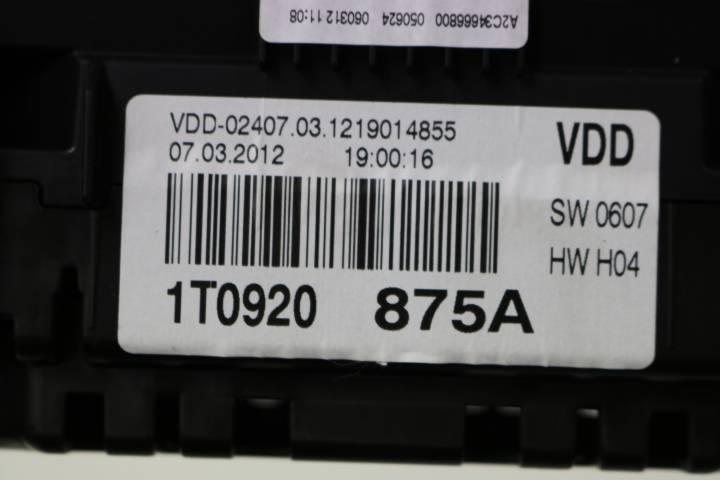 A2C34666800 050624 060312 11:08
VDD-02407.03.1219014855
07.03.2012 19:00:16
VDD
SW 0607
HW H04
1T0920 875A